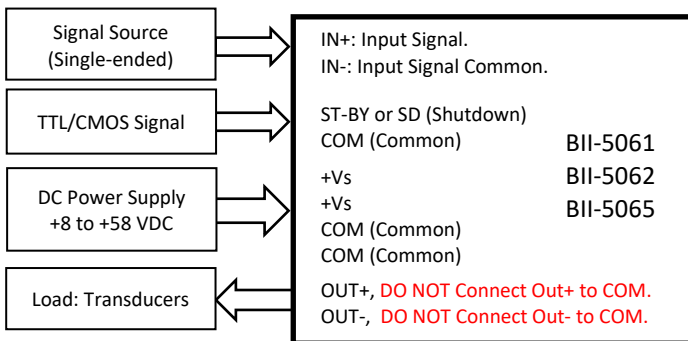 Signal Source
(Single-ended)
TTL/CMOS Signal
DC Power Supply
+8 to +58 VDC
Load: Transducers
IN+: Input Signal.
IN-: Input Signal Common.
ST-BY or SD (Shutdown)
COM (Common)
+Vs
+Vs
COM (Common)
COM (Common)
OUT+, DO NOT Connect Out+ to COM.
OUT-, DO NOT Connect Out- to COM.
BII-5061
BII-5062
BII-5065